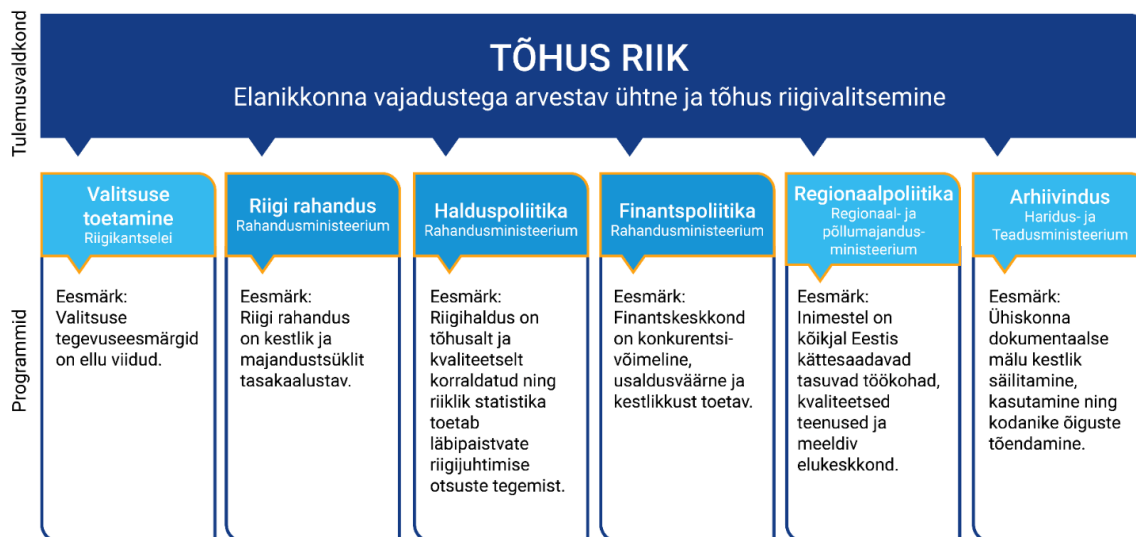 Tulemusvaldkond
TÕHUS RIIK
Elanikkonna vajadustega arvestav ühtne ja tõhus riigivalitsemine
Programmid
Valitsuse
toetamine
Riigikantselei
Eesmärk:
Valitsuse
tegevuseesmärgid
on ellu viidud.
Riigi rahandus
Rahandusministeerium
Eesmärk:
Riigi rahandus
on kestlik ja
majandustsüklit
tasakaalustav.
Halduspoliitika
Rahandusministeerium
Eesmärk:
Riigihaldus on
tõhusalt ja
kvaliteetselt
korraldatud ning
riiklik statistika
toetab
läbipaistvate
riigijuhtimise
otsuste tegemist.
Finantspoliitika
Rahandusministeerium
Eesmärk:
Finantskeskkond
on konkurentsi-
võimeline,
usaldusväärne ja
kestlikkust toetav.
Regionaalpoliitika
Regionaal- ja
põllumajandus-
ministeerium
Eesmärk:
Inimestel on
kõikjal Eestis
kättesaadavad
tasuvad töökohad,
kvaliteetsed
teenused ja
meeldiv
elukeskkond.
Arhiivindus
Haridus- ja
Teadusministeerium
Eesmärk:
Ühiskonna
dokumentaalse
mälu kestlik
säilitamine,
kasutamine ning
kodanike õiguste
tõendamine.